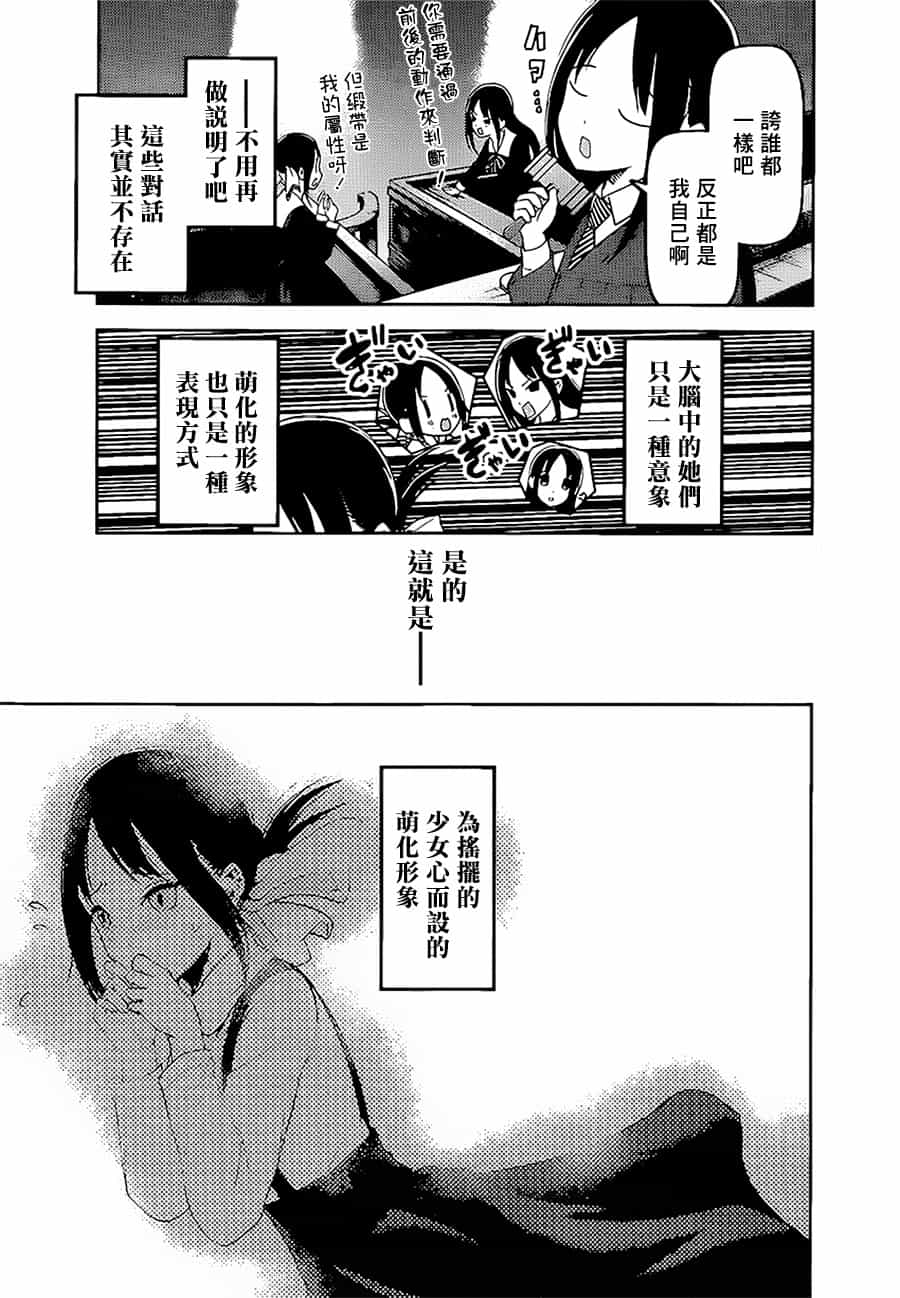 誇誰都
一樣吧
反正都是
我自己啊
ハァ…
你需要通過
前後的動作來判斷！
但緞帶是
我的屬性呀！
——不用再
做說明了吧
這些對話
其實並不存在
大腦中的她們
只是一種意象
ぎゃい
ぎゃい
ぎゃい
萌化的形象
也只是一種
表現方式
是的
這就是——
為搖擺的
少女心而設的
萌化形象